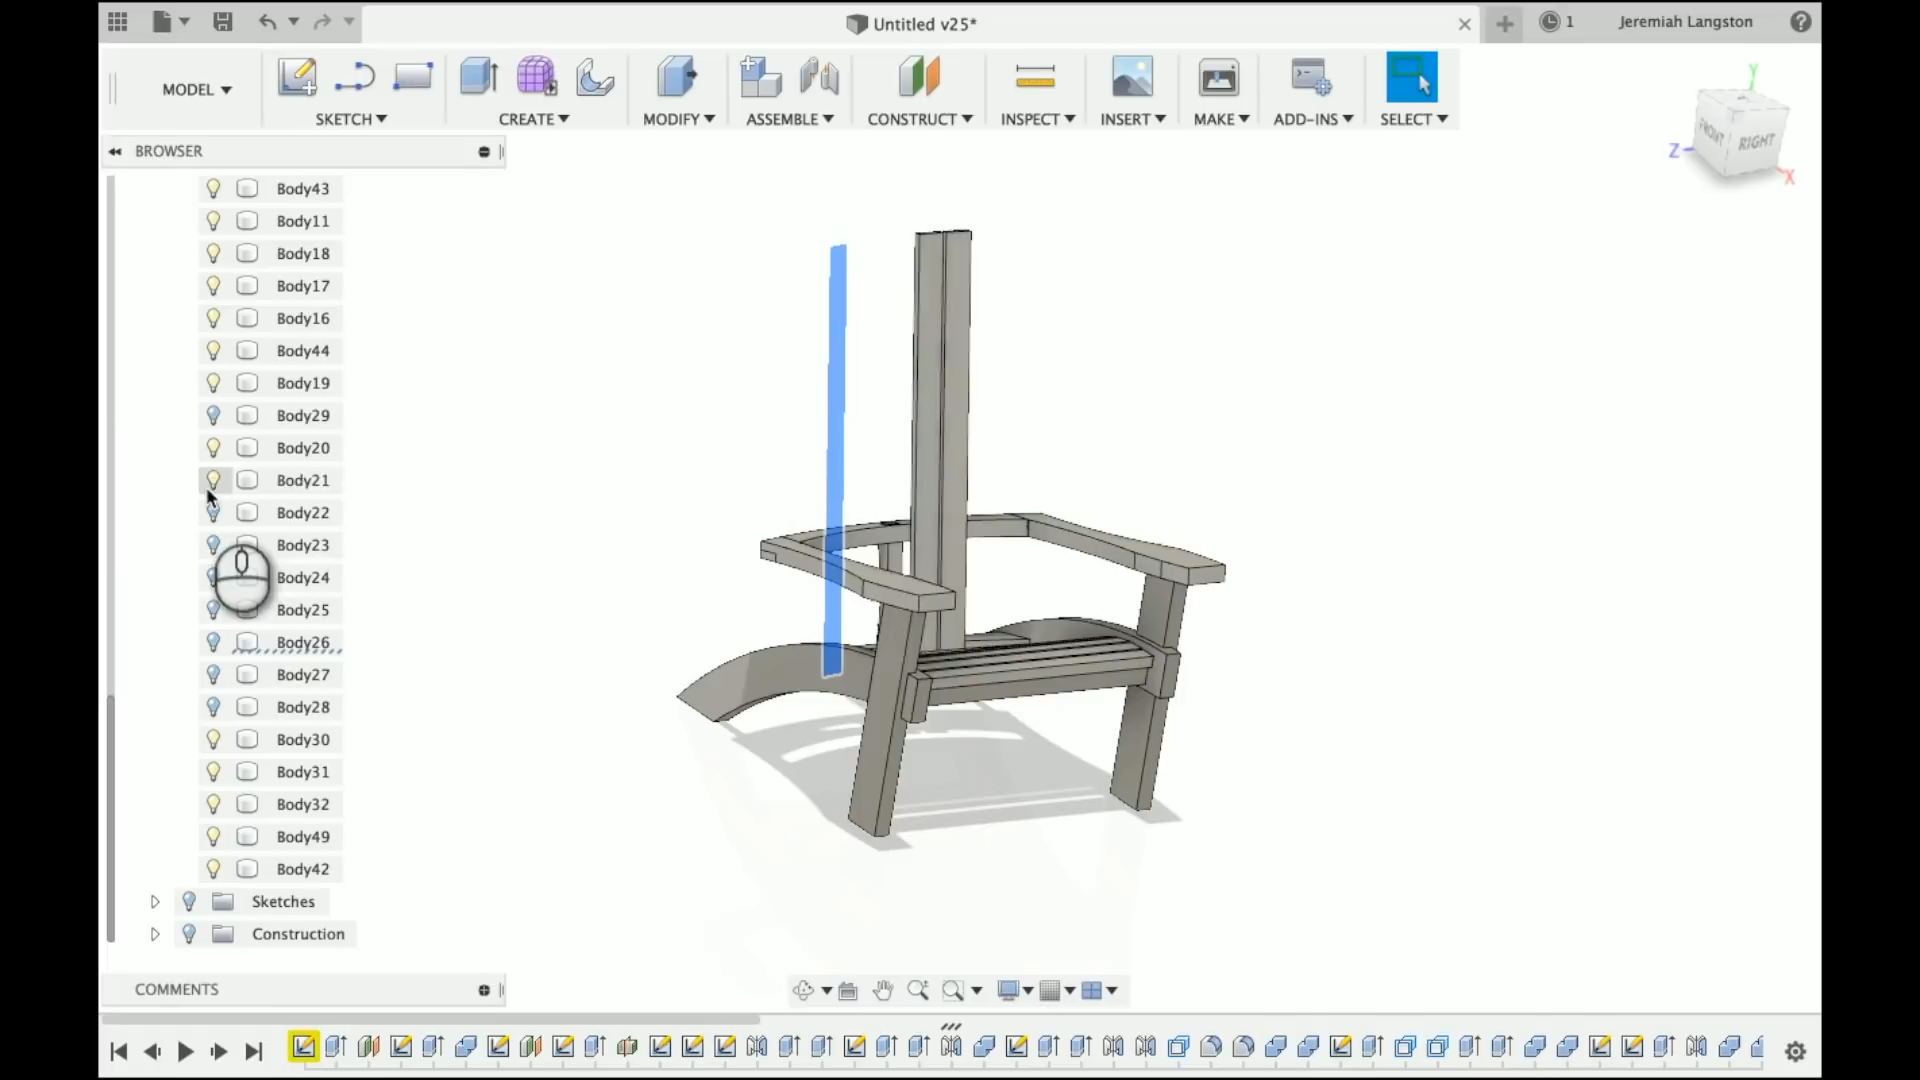 Untitled v25*
1
Jeremiah Langston
MODEL
SKETCH
CREATE
MODIFY
ASSEMBLE
CONSTRUCT
INSPECT
INSERT
MAKE
ADD-INS
SELECT
BROWSER
Y
FRONT
RIGHT
Z
X
Body43
Body11
Body18
Body17
Body16
Body44
Body19
Body29
Body20
Body21
Body22
Body23
Body24
Body25
Body26
Body27
Body28
Body30
Body31
Body32
Body49
Body42
Sketches
Construction
COMMENTS